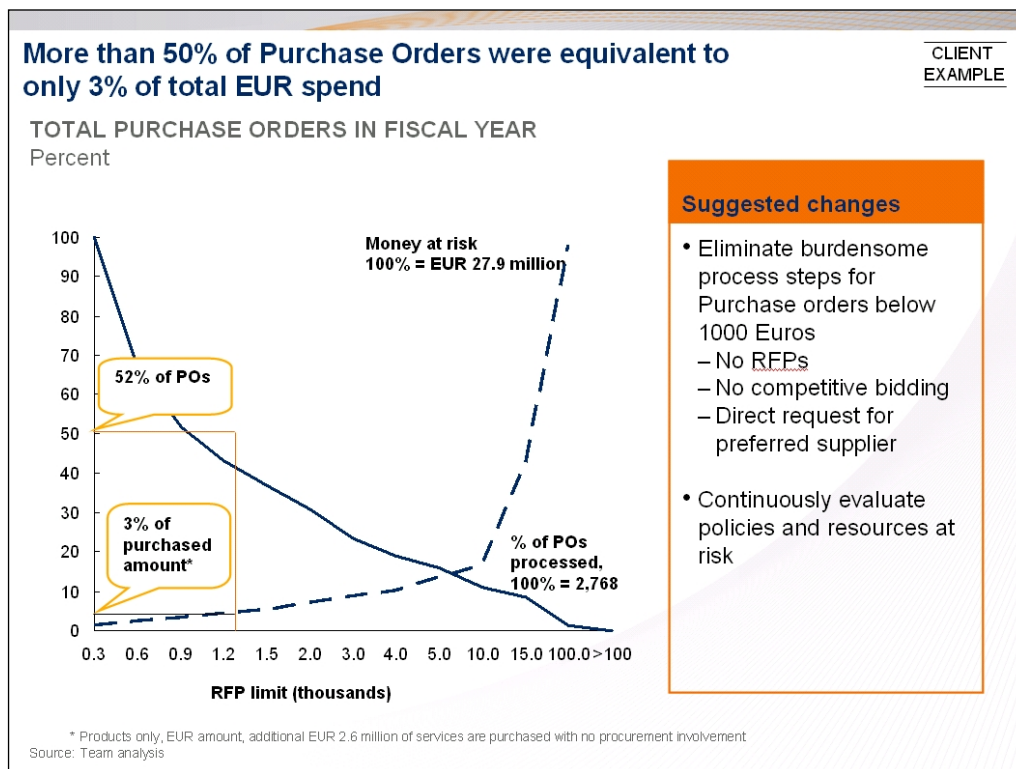 More than 50% of Purchase Orders were equivalent to
only 3% of total EUR spend
CLIENT
EXAMPLE
TOTAL PURCHASE ORDERS IN FISCAL YEAR
Percent
100
90
80
70
60
50
40
30
20
10
0
Money at risk
100% = EUR 27.9 million
52% of POs
3% of
purchased
amount*
% of POs
processed,
100% = 2,768
0.3 0.6 0.9 1.2 1.5 2.0 3.0 4.0 5.0 10.0 15.0 100.0 >100
RFP limit (thousands)
Suggested changes
• Eliminate burdensome
process steps for
Purchase orders below
1000 Euros
– No RFPs
– No competitive bidding
– Direct request for
preferred supplier
• Continuously evaluate
policies and resources at
risk
* Products only, EUR amount, additional EUR 2.6 million of services are purchased with no procurement involvement
Source: Team analysis